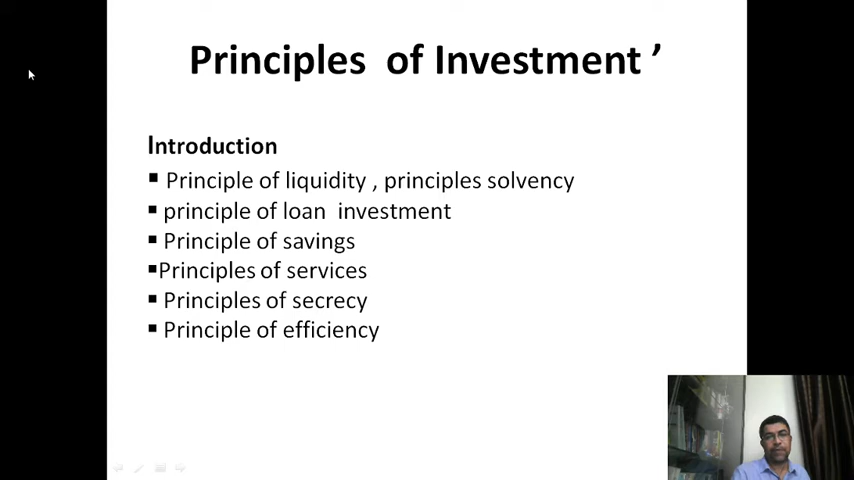 Principles of Investment ’
Introduction
▪ Principle of liquidity , principles solvency
▪ principle of loan investment
▪ Principle of savings
▪Principles of services
▪ Principles of secrecy
▪ Principle of efficiency